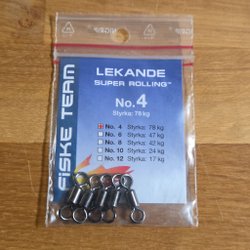 FISKE TEAM
LEKANDE
SUPER ROLLING™
No. 4
Styrka: 78 kg
No. 4 Styrka: 78 kg
No. 6 Styrka: 47 kg
No. 8 Styrka: 42 kg
No. 10 Styrka: 24 kg
No. 12 Styrka: 17 kg